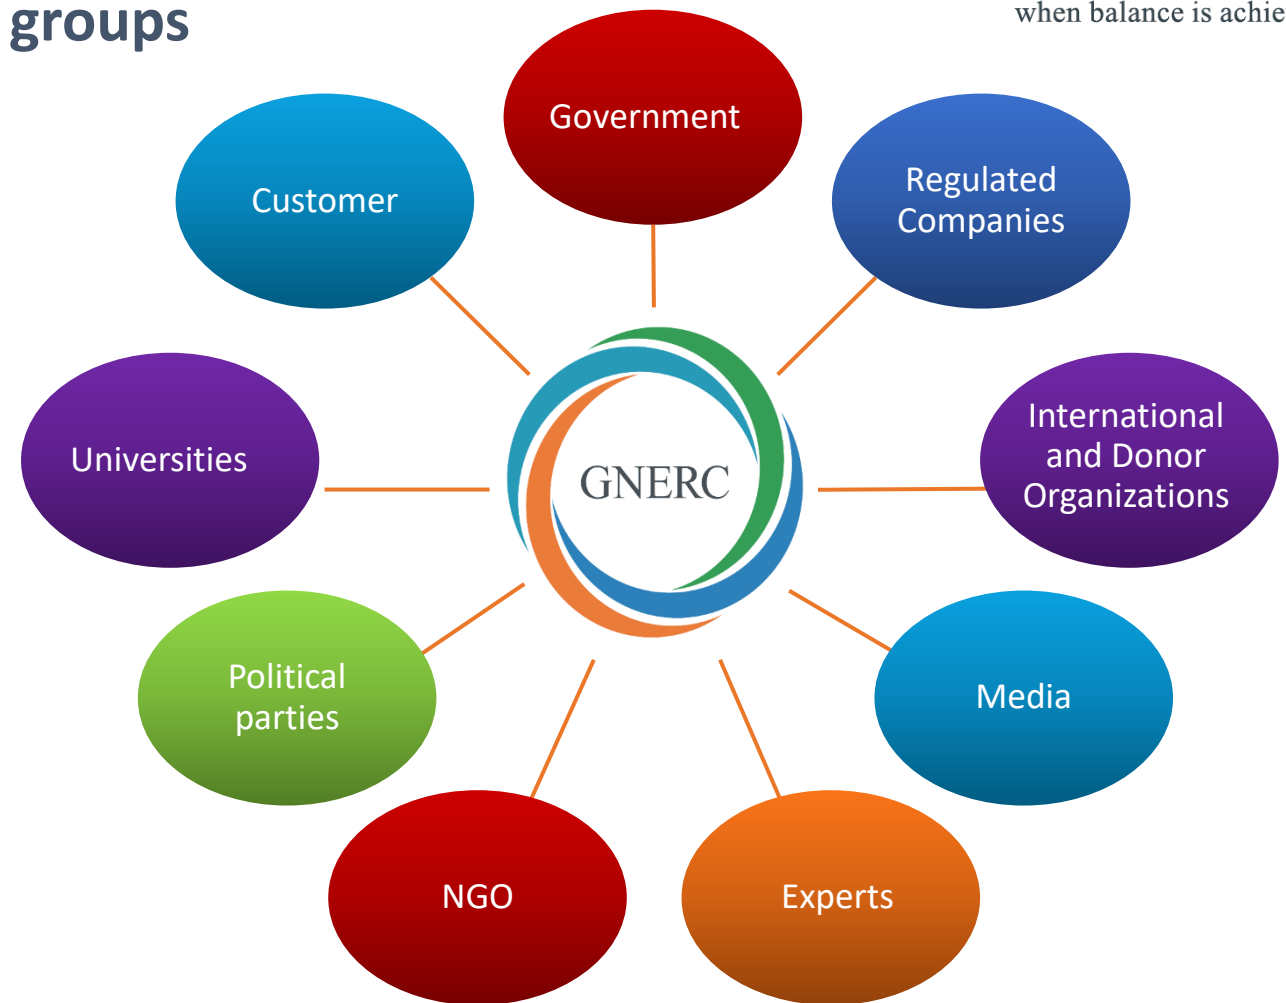 groups
when balance is achie
Government
Customer
Regulated
Companies
Universities
GNERC
International
and Donor
Organizations
Political
parties
Media
NGO
Experts